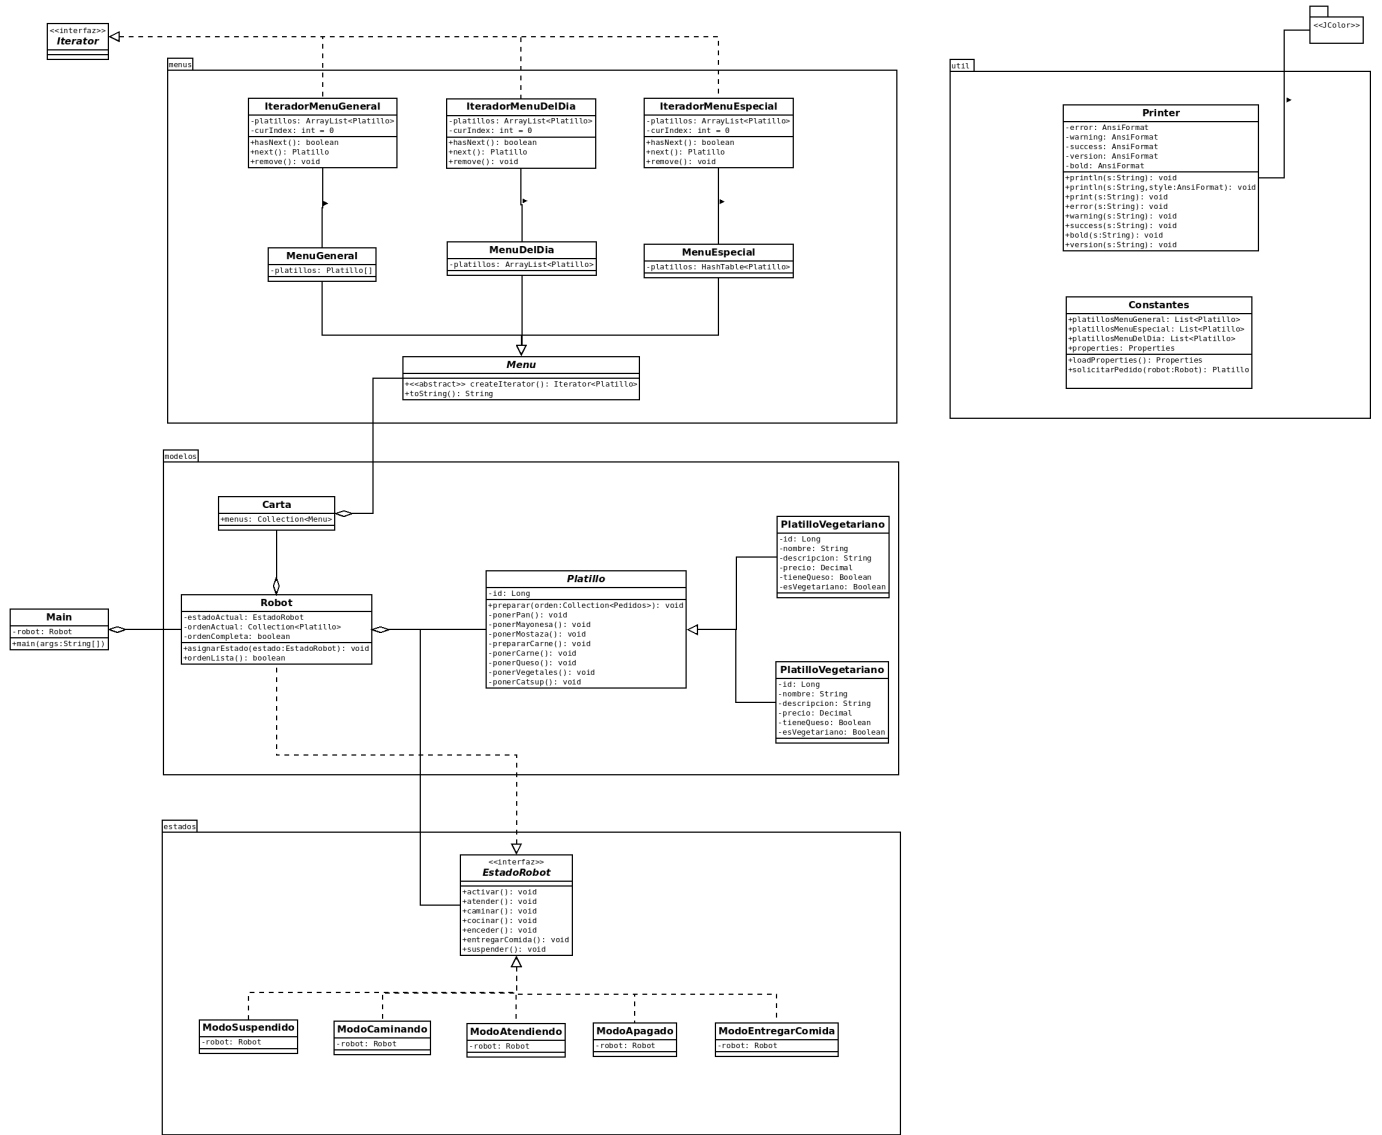 <<interfaz>>
Iterator
<<JColor>>
menus
IteradorMenuGeneral
-platillos: ArrayList<Platillo>
-curIndex: int = 0
+hasNext(): boolean
+next(): Platillo
+remove(): void
IteradorMenuDelDia
-platillos: ArrayList<Platillo>
-curIndex: int = 0
+hasNext(): boolean
+next(): Platillo
+remove(): void
IteradorMenuEspecial
-platillos: ArrayList<Platillo>
-curIndex: int = 0
+hasNext(): boolean
+next(): Platillo
+remove(): void
MenuGeneral
-platillos: Platillo[]
MenuDelDia
-platillos: ArrayList<Platillo>
MenuEspecial
-platillos: HashTable<Platillo>
Menu
+<<abstract>> createIterator(): Iterator<Platillo>
+toString(): String
util
Printer
-error: AnsiFormat
-warning: AnsiFormat
-success: AnsiFormat
-version: AnsiFormat
-bold: AnsiFormat
+println(s:String): void
+println(s:String,style:AnsiFormat): void
+print(s:String): void
+error(s:String): void
+warning(s:String): void
+success(s:String): void
+bold(s:String): void
+version(s:String): void
Constantes
+platillosMenuGeneral: List<Platillo>
+platillosMenuEspecial: List<Platillo>
+platillosMenuDelDia: List<Platillo>
+properties: Properties
+loadProperties(): Properties
+solicitarPedido(robot:Robot): Platillo
modelos
Carta
+menus: Collection<Menu>
Main
-robot: Robot
+main(args:String[])
Robot
-estadoActual: EstadoRobot
-ordenActual: Collection<Platillo>
-ordenCompleta: boolean
+asignarEstado(estado:EstadoRobot): void
+ordenLista(): boolean
Platillo
-id: Long
+preparar(orden:Collection<Pedidos>): void
-ponerPan(): void
-ponerMayonesa(): void
-ponerMostaza(): void
-prepararCarne(): void
-ponerCarne(): void
-ponerQueso(): void
-ponerVegetales(): void
-ponerCatsup(): void
PlatilloVegetariano
-id: Long
-nombre: String
-descripcion: String
-precio: Decimal
-tieneQueso: Boolean
-esVegetariano: Boolean
PlatilloVegetariano
-id: Long
-nombre: String
-descripcion: String
-precio: Decimal
-tieneQueso: Boolean
-esVegetariano: Boolean
estados
<<interfaz>>
EstadoRobot
+activar(): void
+atender(): void
+caminar(): void
+cocinar(): void
+enceder(): void
+entregarComida(): void
+suspender(): void
ModoSuspendido
-robot: Robot
ModoCaminando
-robot: Robot
ModoAtendiendo
-robot: Robot
ModoApagado
-robot: Robot
ModoEntregarComida
-robot: Robot